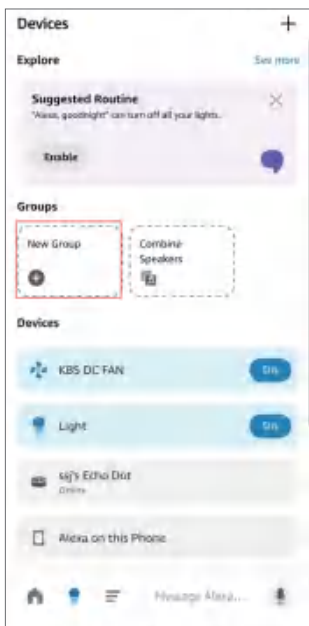 Devices
Explore
See more
Suggested Routine
"Alexa, goodnight" can turn off all your lights.
Enable
Groups
New Group
Combine
Speakers
Devices
KBS DC FAN
On
Light
On
ssj's Echo Dot
Online
Alexa on this Phone
Message Alexa...